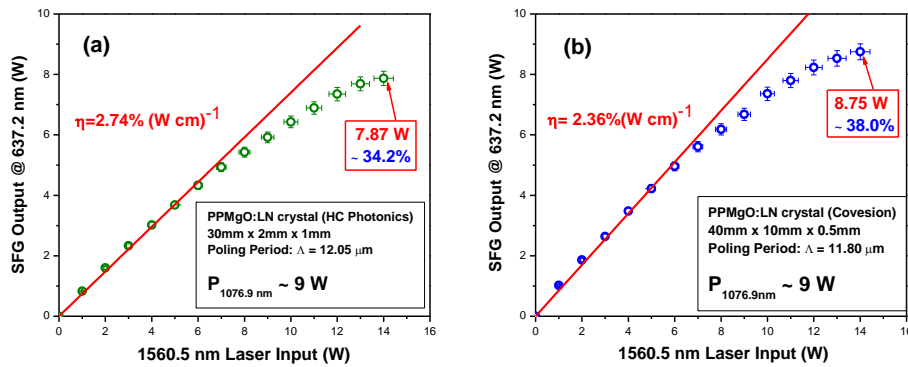 (a)
SFG Output @ 637.2 nm (W)
10
8
6
4
2
0
η=2.74% (W cm)⁻¹
7.87 W
~ 34.2%
PPMgO:LN crystal (HC Photonics)
30mm x 2mm x 1mm
Poling Period: Λ = 12.05 μm
P1076.9 nm ~ 9 W
0 2 4 6 8 10 12 14 16
1560.5 nm Laser Input (W)
(b)
SFG Output @ 637.2 nm (W)
10
8
6
4
2
0
η= 2.36%(W cm)⁻¹
8.75 W
~ 38.0%
PPMgO:LN crystal (Covesion)
40mm x 10mm x 0.5mm
Poling Period: Λ = 11.80 μm
P1076.9nm ~ 9 W
0 2 4 6 8 10 12 14 16
1560.5 nm Laser Input (W)